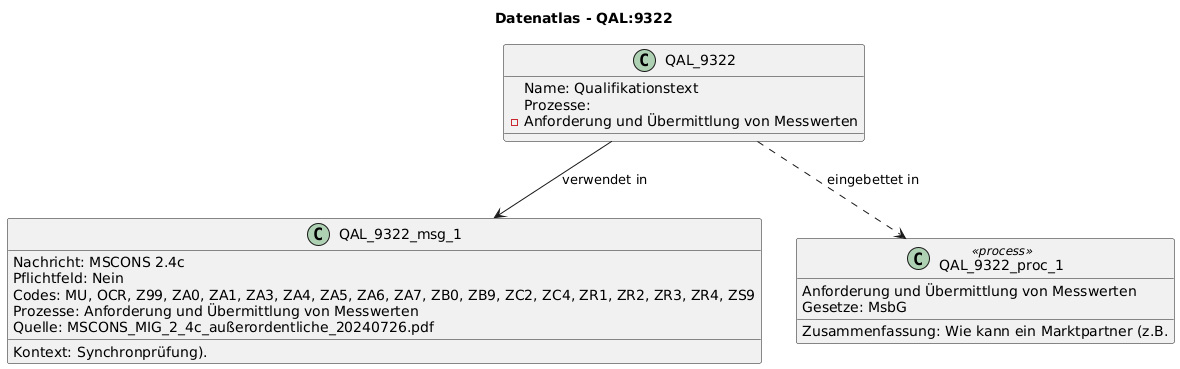 Datenatlas - QAL:9322
C QAL_9322
Name: Qualifikationstext
Prozesse:
Anforderung und Übermittlung von Messwerten
verwendet in
eingebettet in
C QAL_9322_msg_1
Nachricht: MSCONS 2.4c
Pflichtfeld: Nein
Codes: MU, OCR, Z99, ZA0, ZA1, ZA3, ZA4, ZA5, ZA6, ZA7, ZB0, ZB9, ZC2, ZC4, ZR1, ZR2, ZR3, ZR4, ZS9
Prozesse: Anforderung und Übermittlung von Messwerten
Quelle: MSCONS_MIG_2_4c_außerordentliche_20240726.pdf
Kontext: Synchronprüfung).
«process»
C QAL_9322_proc_1
Anforderung und Übermittlung von Messwerten
Gesetze: MsbG
Zusammenfassung: Wie kann ein Marktpartner (z.B.